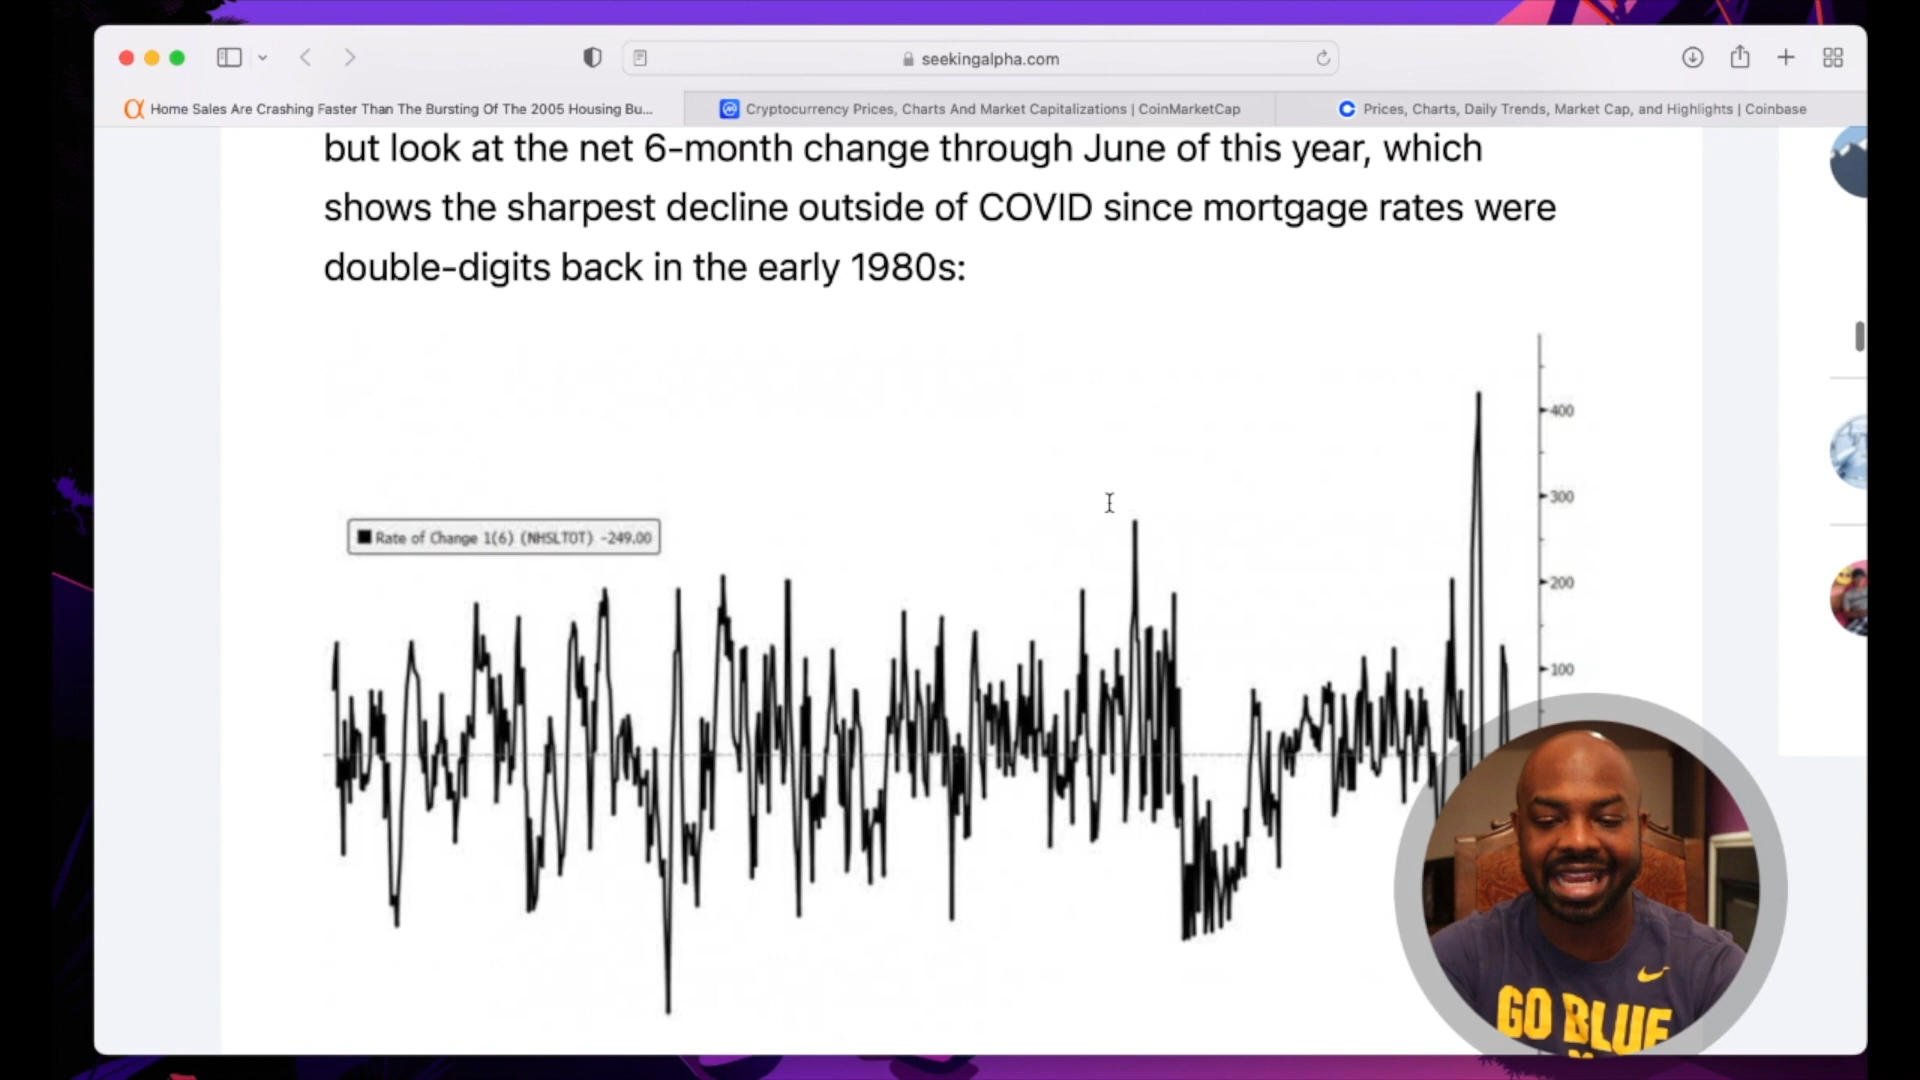 seekingalpha.com
Home Sales Are Crashing Faster Than The Bursting Of The 2005 Housing Bu...
Cryptocurrency Prices, Charts And Market Capitalizations | CoinMarketCap
Prices, Charts, Daily Trends, Market Cap, and Highlights | Coinbase
but look at the net 6-month change through June of this year, which
shows the sharpest decline outside of COVID since mortgage rates were
double-digits back in the early 1980s:
400
300
Rate of Change 1(6) (NHSLTOT) -249.00
200
100
GO BLUE